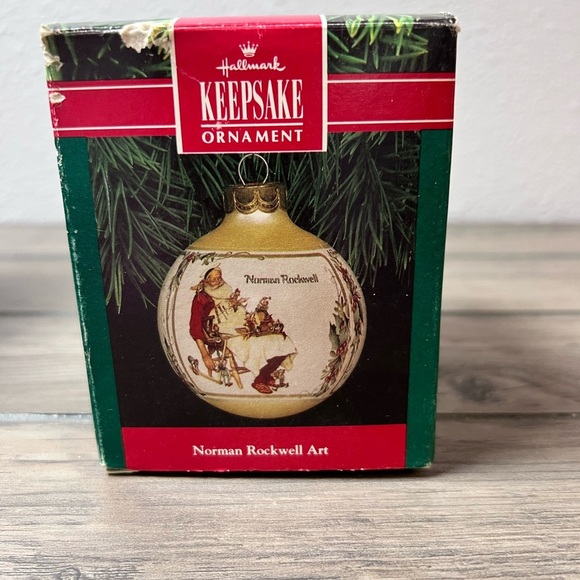 Hallmark
KEEPSAKE
ORNAMENT
Norman Rockwell
Norman Rockwell Art